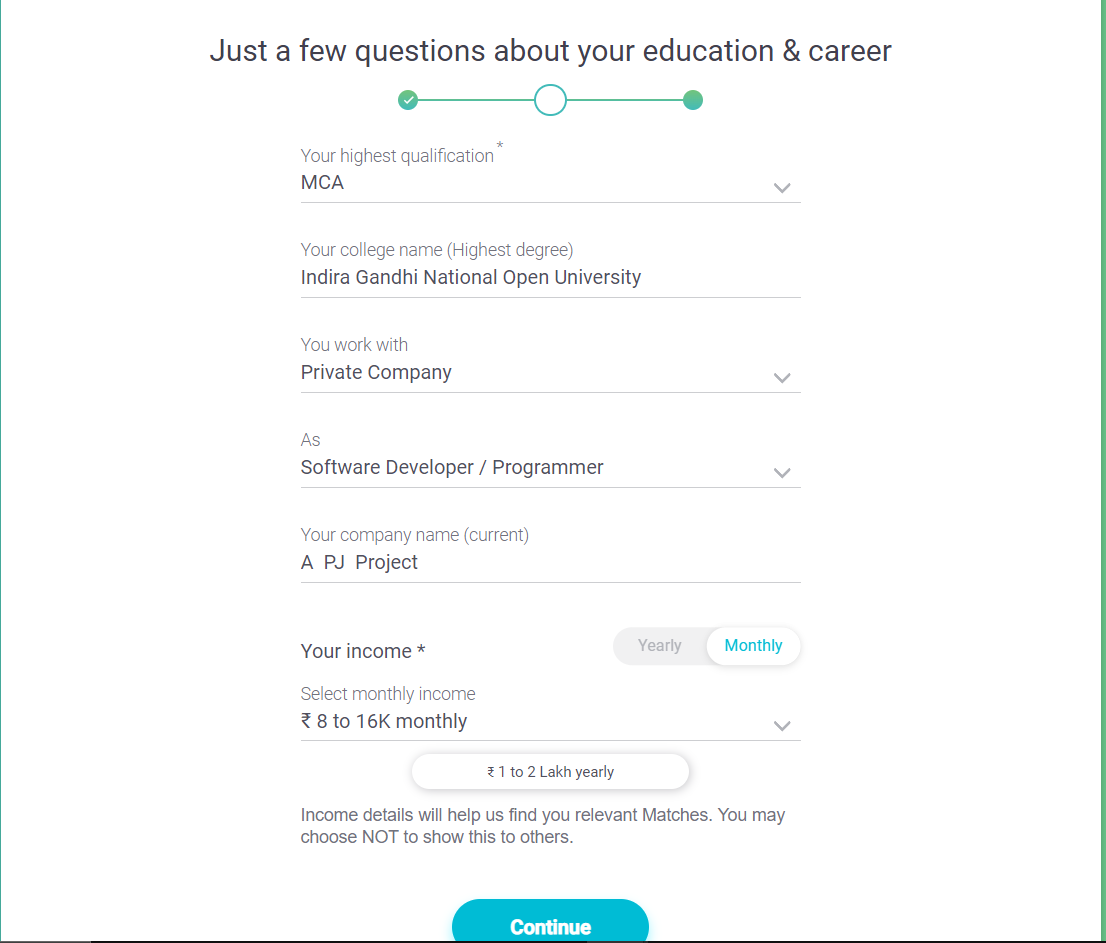 Just a few questions about your education & career
Your highest qualification *
MCA
Your college name (Highest degree)
Indira Gandhi National Open University
You work with
Private Company
As
Software Developer / Programmer
Your company name (current)
A PJ Project
Your income *
Yearly Monthly
Select monthly income
₹ 8 to 16K monthly
₹ 1 to 2 Lakh yearly
Income details will help us find you relevant Matches. You may
choose NOT to show this to others.
Continue